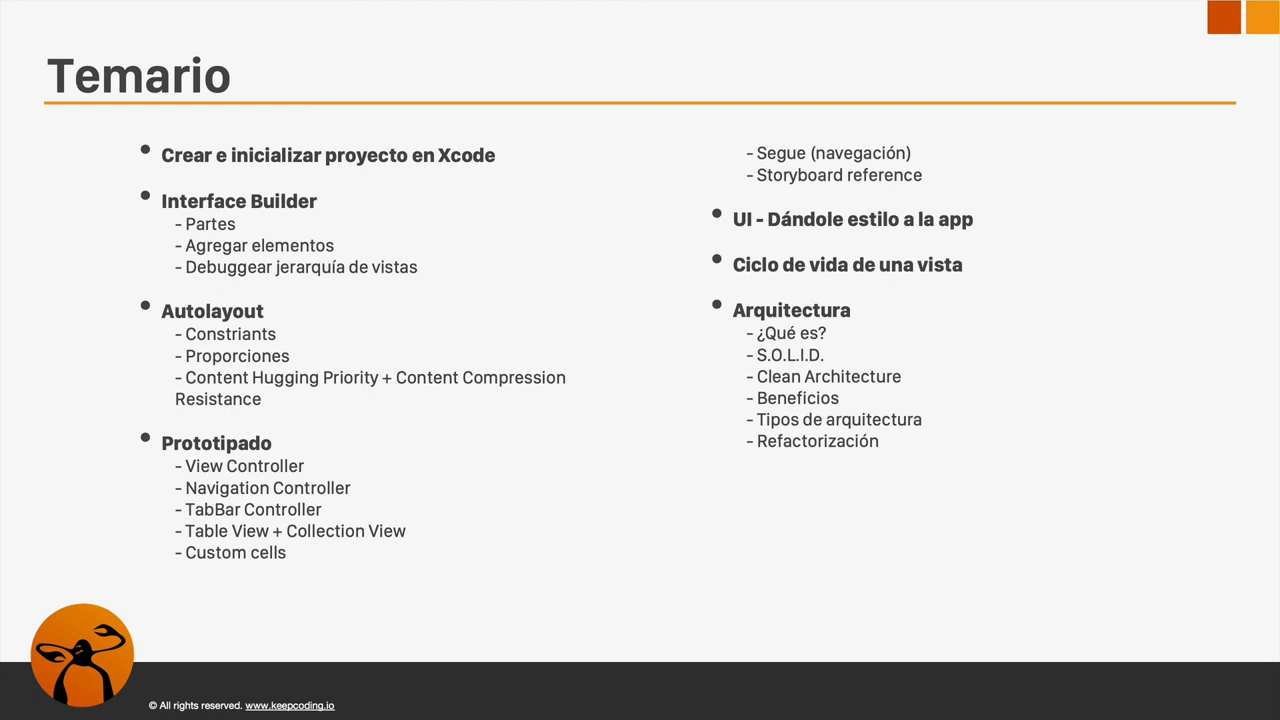 Temario
• Crear e inicializar proyecto en Xcode
• Interface Builder
- Partes
- Agregar elementos
- Debuggear jerarquía de vistas
• Autolayout
- Constriants
- Proporciones
- Content Hugging Priority + Content Compression
Resistance
• Prototipado
- View Controller
- Navigation Controller
- TabBar Controller
- Table View + Collection View
- Custom cells
- Segue (navegación)
- Storyboard reference
• UI - Dándole estilo a la app
• Ciclo de vida de una vista
• Arquitectura
- ¿Qué es?
- S.O.L.I.D.
- Clean Architecture
- Beneficios
- Tipos de arquitectura
- Refactorización
© All rights reserved. www.keepcoding.io